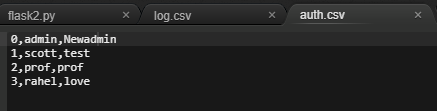 flask2.py × log.csv × auth.csv ×
0,admin,Newadmin
1,scott,test
2,prof,prof
3,rahel,love